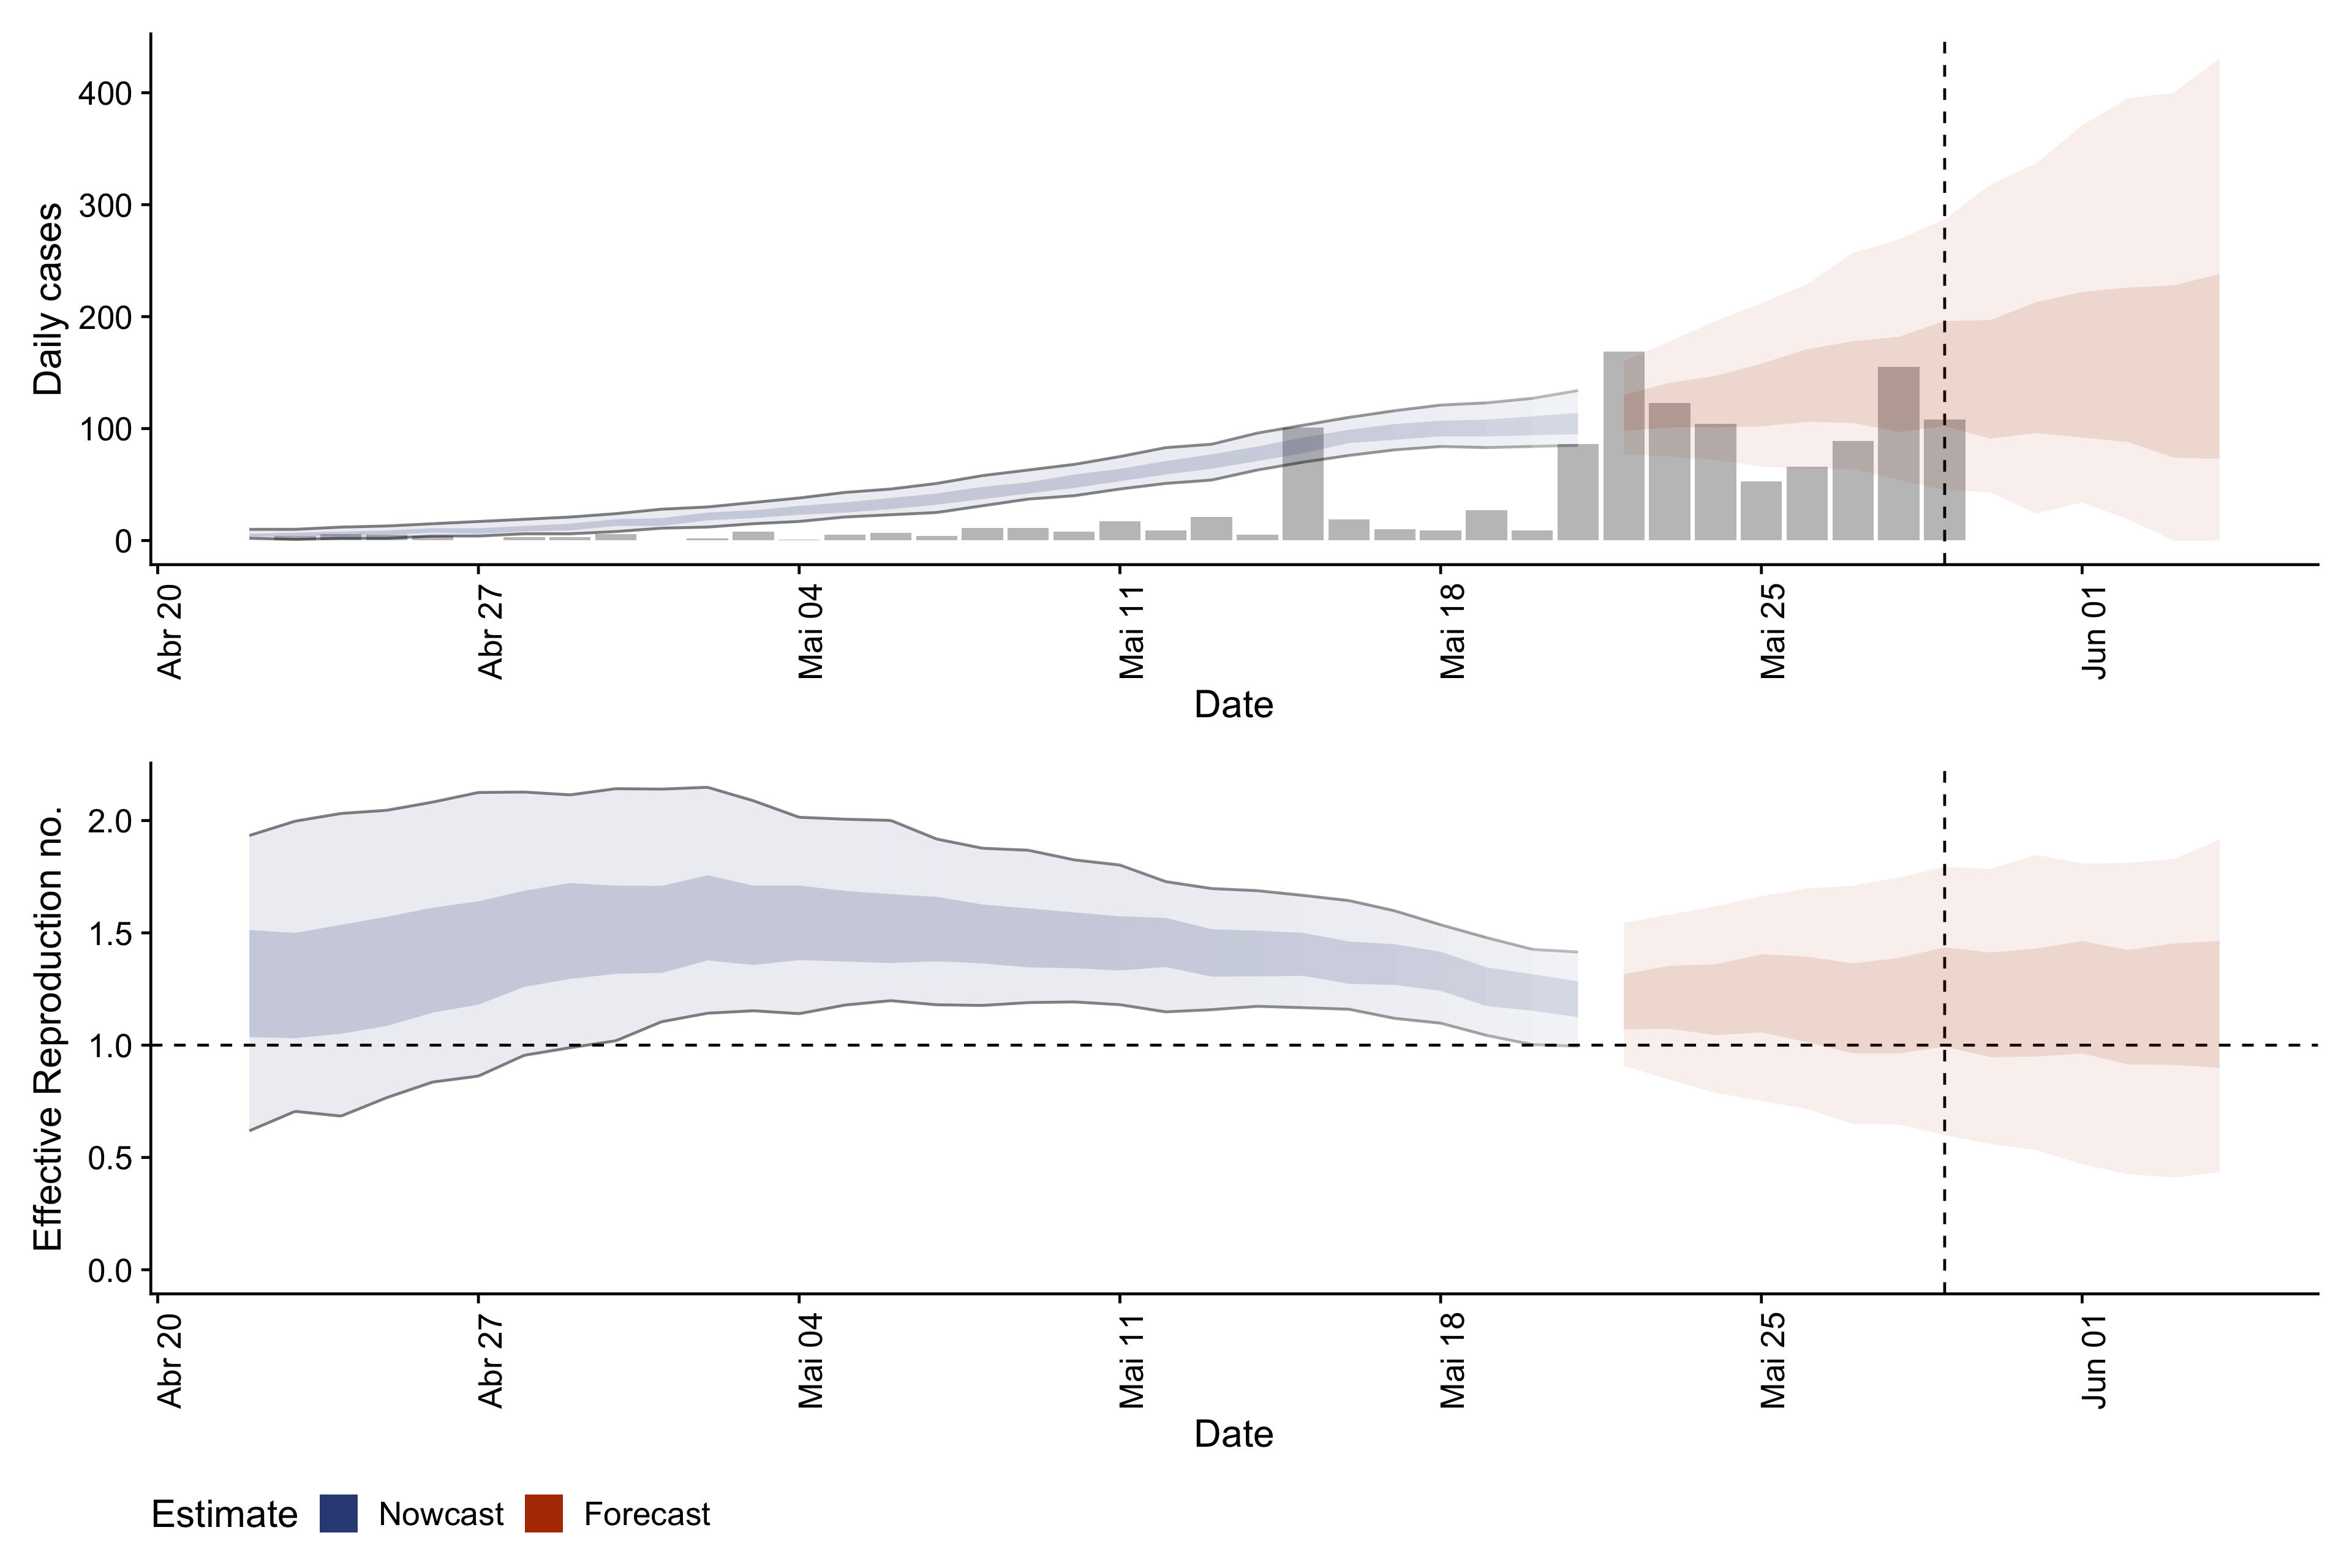 Daily cases
400
300
200
100
0
Abr 20
Abr 27
Mai 04
Mai 11
Mai 18
Mai 25
Jun 01
Date
Effective Reproduction no.
2.0
1.5
1.0
0.5
0.0
Abr 20
Abr 27
Mai 04
Mai 11
Mai 18
Mai 25
Jun 01
Date
Estimate Nowcast Forecast